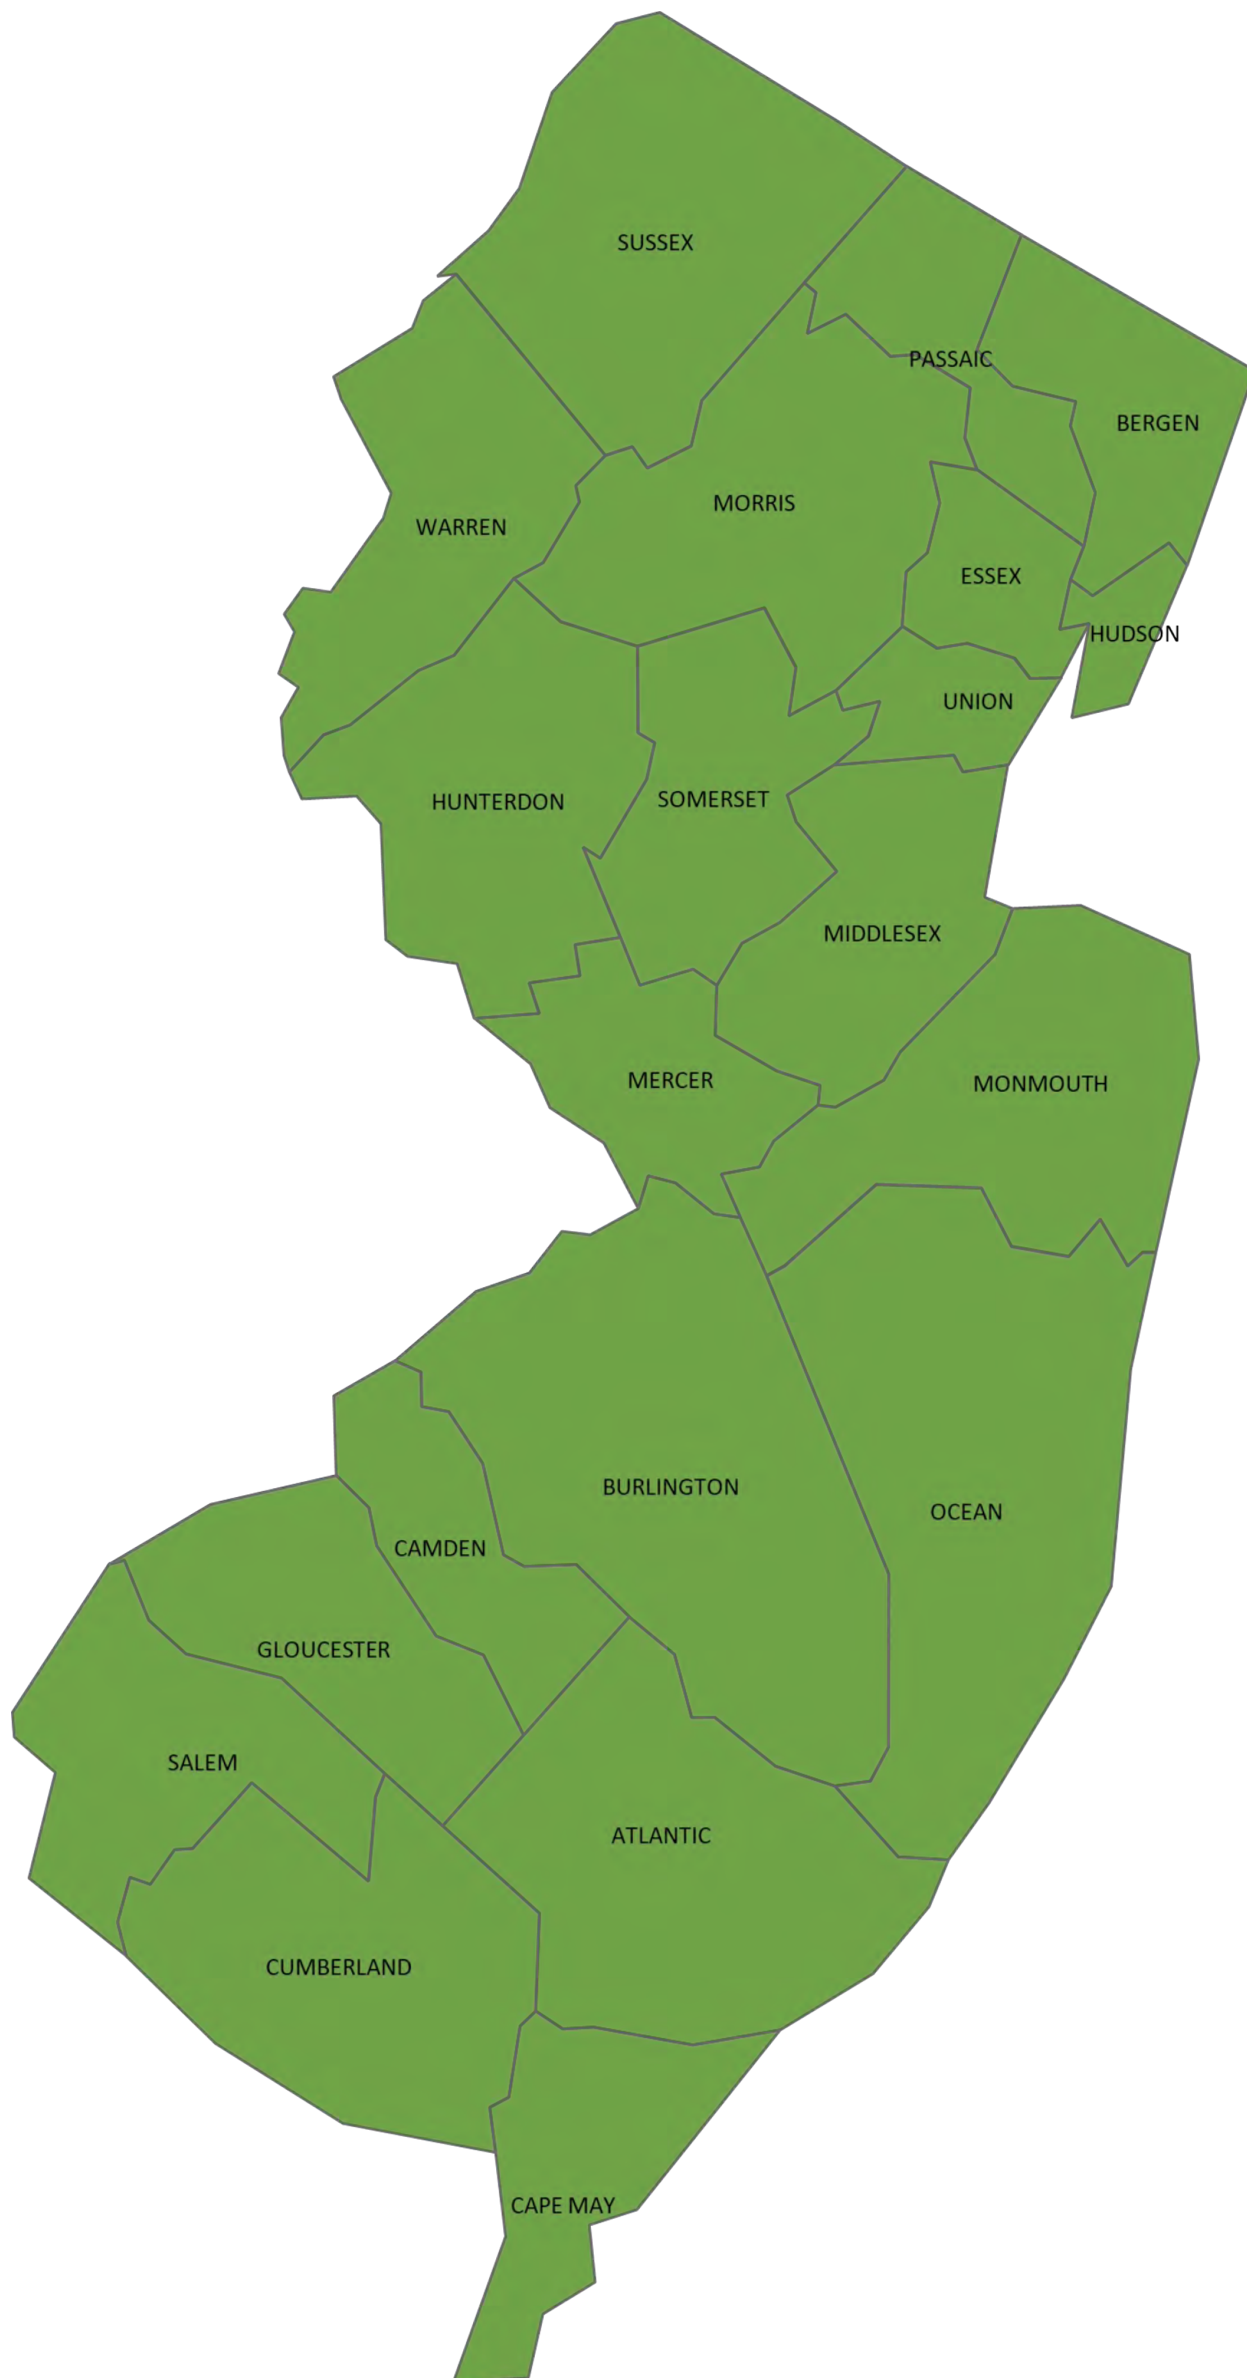 SUSSEX
PASSAIC
BERGEN
MORRIS
WARREN
ESSEX
HUDSON
UNION
SOMERSET
HUNTERDON
MIDDLESEX
MERCER
MONMOUTH
BURLINGTON
OCEAN
CAMDEN
GLOUCESTER
SALEM
ATLANTIC
CUMBERLAND
CAPE MAY